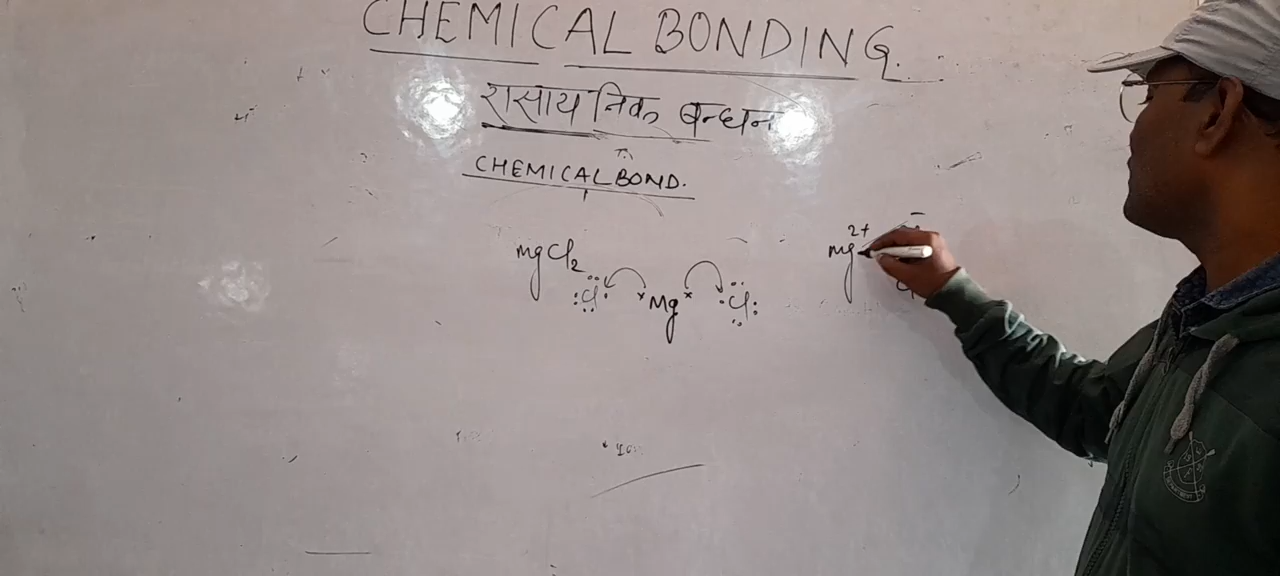 CHEMICAL BONDING.
रासायनिक बन्धन
CHEMICAL BOND.
mgCl2
Cl Mg Cl
mg2+